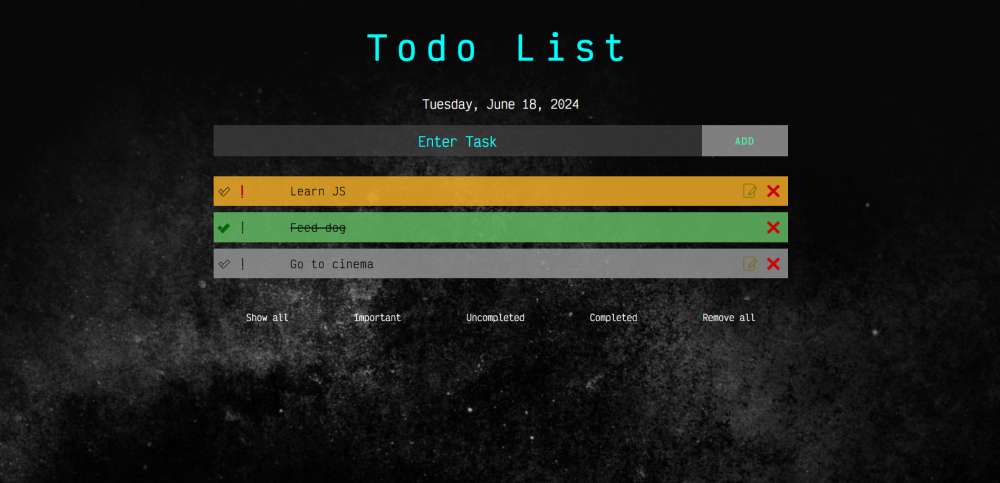 Todo List
Tuesday, June 18, 2024
Enter Task ADD
! Learn JS
! Feed dog
! Go to cinema
Show all Important Uncompleted Completed Remove all